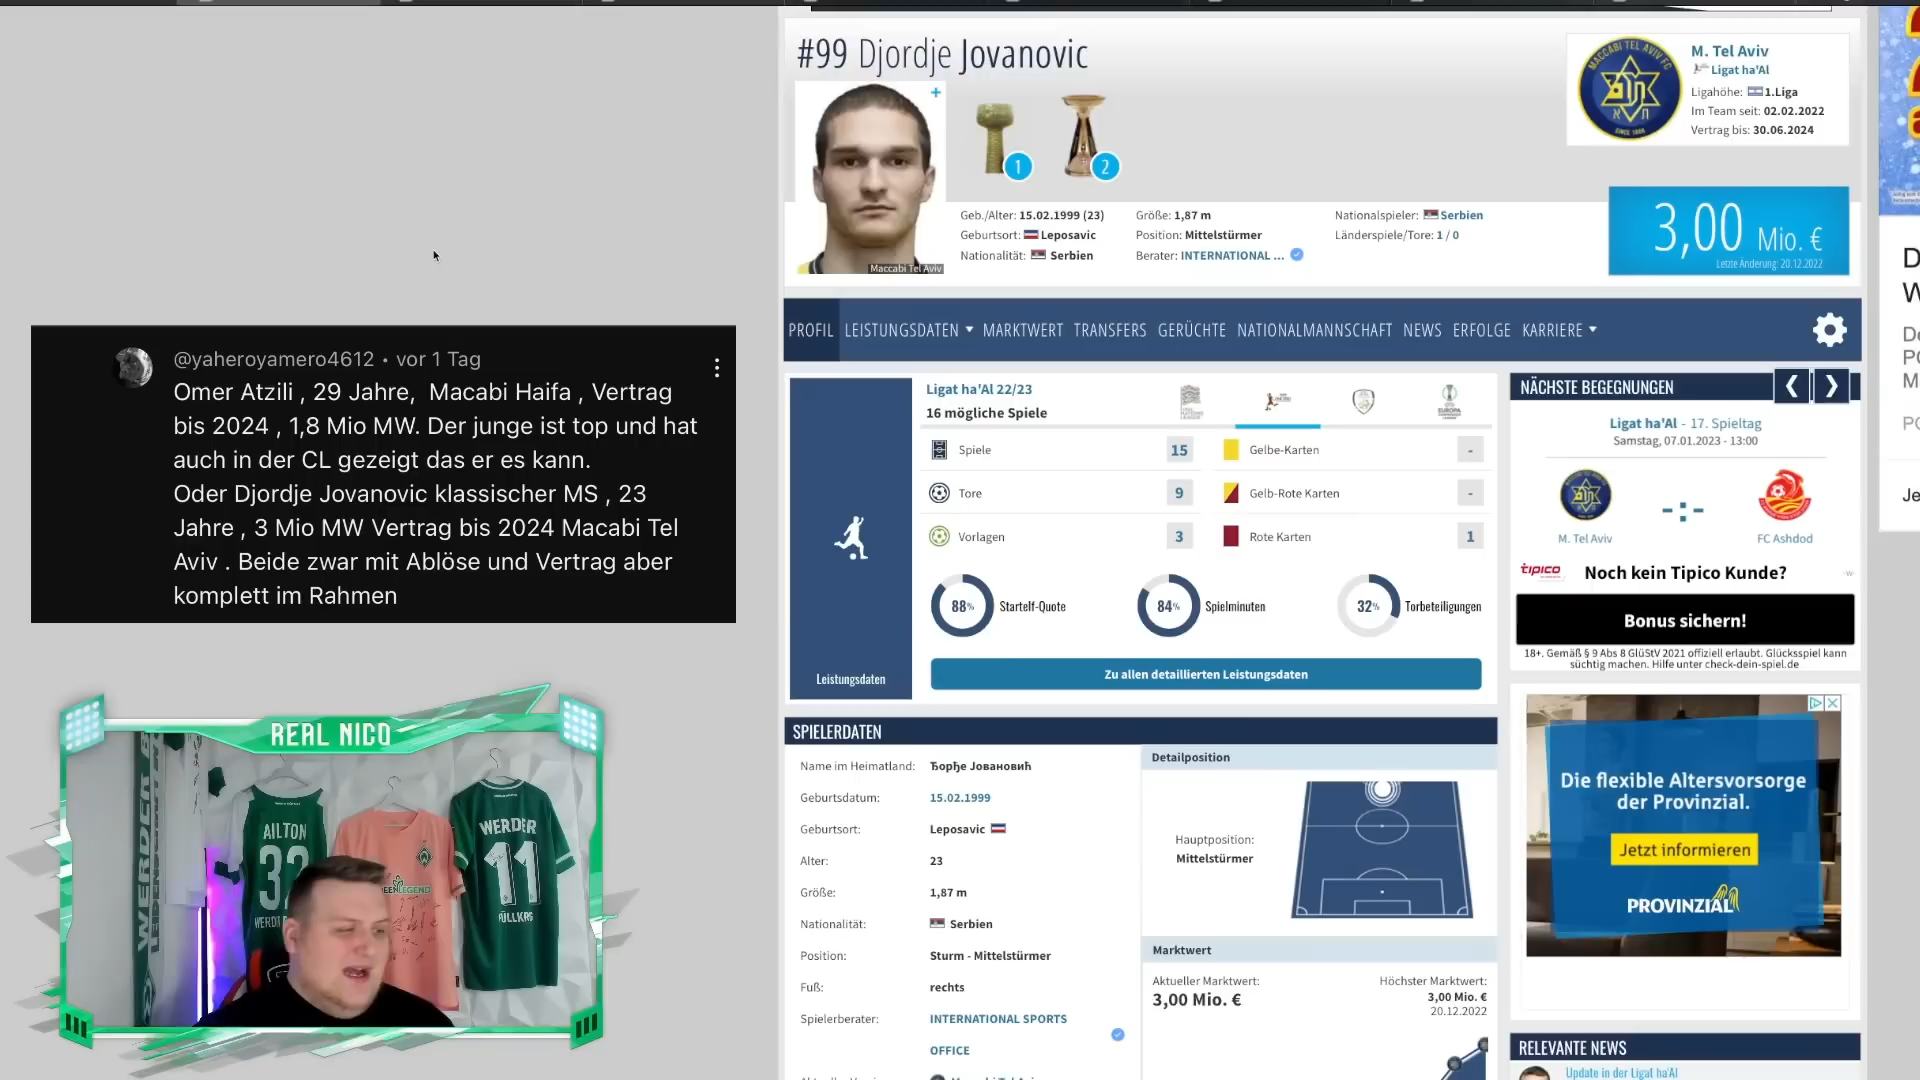 #99 Djordje Jovanovic
M. Tel Aviv
Ligat ha'Al
Ligahöhe: 1.Liga
Im Team seit: 02.02.2022
Vertrag bis: 30.06.2024
1
2
Maccabi Tel Aviv
Geb./Alter: 15.02.1999 (23)
Geburtsort: Leposavic
Nationalität: Serbien
Größe: 1,87 m
Position: Mittelstürmer
Berater: INTERNATIONAL ...
Nationalspieler: Serbien
Länderspiele/Tore: 1 / 0
3,00 Mio. €
Letzte Änderung: 20.12.2022
PROFIL LEISTUNGSDATEN MARKTWERT TRANSFERS GERÜCHTE NATIONALMANNSCHAFT NEWS ERFOLGE KARRIERE
@yaheroyamero4612 • vor 1 Tag
Omer Atzili , 29 Jahre, Macabi Haifa , Vertrag
bis 2024 , 1,8 Mio MW. Der junge ist top und hat
auch in der CL gezeigt das er es kann.
Oder Djordje Jovanovic klassischer MS , 23
Jahre , 3 Mio MW Vertrag bis 2024 Macabi Tel
Aviv . Beide zwar mit Ablöse und Vertrag aber
komplett im Rahmen
Leistungsdaten
Ligat ha'Al 22/23
16 mögliche Spiele
Spiele 15
Tore 9
Vorlagen 3
Gelbe-Karten -
Gelb-Rote Karten -
Rote Karten 1
88% Startelf-Quote
84% Spielminuten
32% Torbeteiligungen
Zu allen detaillierten Leistungsdaten
NÄCHSTE BEGEGNUNGEN
Ligat ha'Al - 17. Spieltag
Samstag, 07.01.2023 - 13:00
-:-
M. Tel Aviv
FC Ashdod
tipico Noch kein Tipico Kunde?
Bonus sichern!
18+. Gemäß § 9 Abs 8 GlüStV 2021 offiziell erlaubt. Glücksspiel kann
süchtig machen. Hilfe unter check-dein-spiel.de
SPIELERDATEN
Name im Heimatland: Ђорђе Јовановић
Geburtsdatum: 15.02.1999
Geburtsort: Leposavic
Alter: 23
Größe: 1,87 m
Nationalität: Serbien
Position: Sturm - Mittelstürmer
Fuß: rechts
Spielerberater: INTERNATIONAL SPORTS
OFFICE
Detailposition
Hauptposition:
Mittelstürmer
Marktwert
Aktueller Marktwert:
3,00 Mio. €
Höchster Marktwert:
3,00 Mio. €
20.12.2022
Die flexible Altersvorsorge
der Provinzial.
Jetzt informieren
PROVINZIAL
RELEVANTE NEWS
Update in der Ligat ha'Al
REAL NICO
AILTON
32
WERDER
11
FÜLLKRG
Je